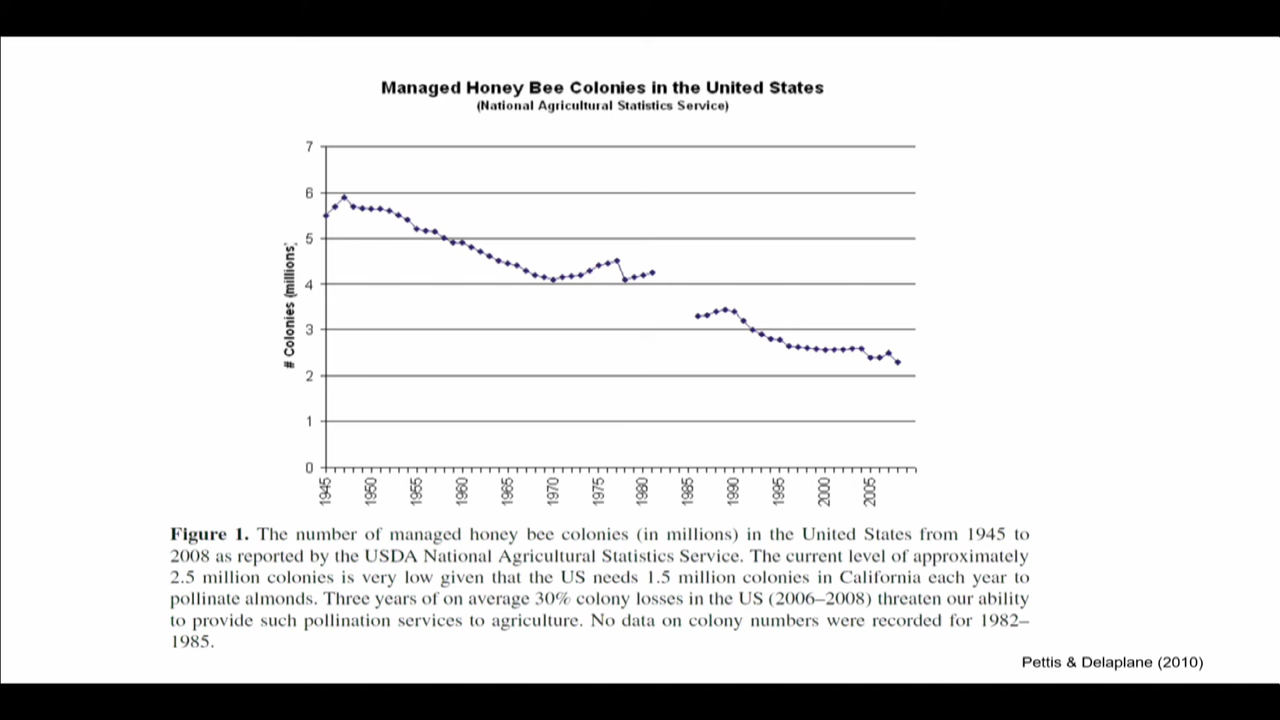 Managed Honey Bee Colonies in the United States
(National Agricultural Statistics Service)
# Colonies (millions)
7
6
5
4
3
2
1
0
1945 1950 1955 1960 1965 1970 1975 1980 1985 1990 1995 2000 2005
Figure 1. The number of managed honey bee colonies (in millions) in the United States from 1945 to
2008 as reported by the USDA National Agricultural Statistics Service. The current level of approximately
2.5 million colonies is very low given that the US needs 1.5 million colonies in California each year to
pollinate almonds. Three years of on average 30% colony losses in the US (2006–2008) threaten our ability
to provide such pollination services to agriculture. No data on colony numbers were recorded for 1982–
1985.
Pettis & Delaplane (2010)